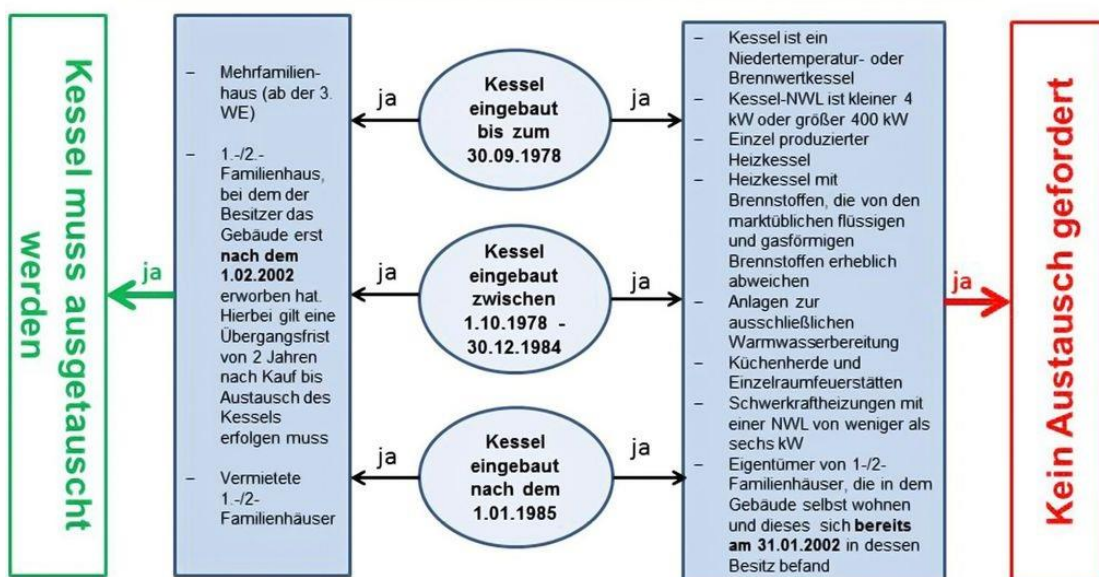 Kessel muss ausgetauscht
werden
ja
– Mehrfamilien-
haus (ab der 3.
WE)
– 1.-/2.-
Familienhaus,
bei dem der
Besitzer das
Gebäude erst
nach dem
1.02.2002
erworben hat.
Hierbei gilt eine
Übergangsfrist
von 2 Jahren
nach Kauf bis
Austausch des
Kessels
erfolgen muss
– Vermietete
1.-/2-
Familienhäuser
ja
Kessel
eingebaut
bis zum
30.09.1978
ja
ja
Kessel
eingebaut
zwischen
1.10.1978 -
30.12.1984
ja
ja
Kessel
eingebaut
nach dem
1.01.1985
ja
– Kessel ist ein
Niedertemperatur- oder
Brennwertkessel
– Kessel-NWL ist kleiner 4
kW oder größer 400 kW
– Einzel produzierter
Heizkessel
– Heizkessel mit
Brennstoffen, die von den
marktüblichen flüssigen
und gasförmigen
Brennstoffen erheblich
abweichen
– Anlagen zur
ausschließlichen
Warmwasserbereitung
– Küchenherde und
Einzelraumfeuerstätten
– Schwerkraftheizungen mit
einer NWL von weniger als
sechs kW
– Eigentümer von 1-/2-
Familienhäuser, die in dem
Gebäude selbst wohnen
und dieses sich bereits
am 31.01.2002 in dessen
Besitz befand
ja
Kein Austausch gefordert